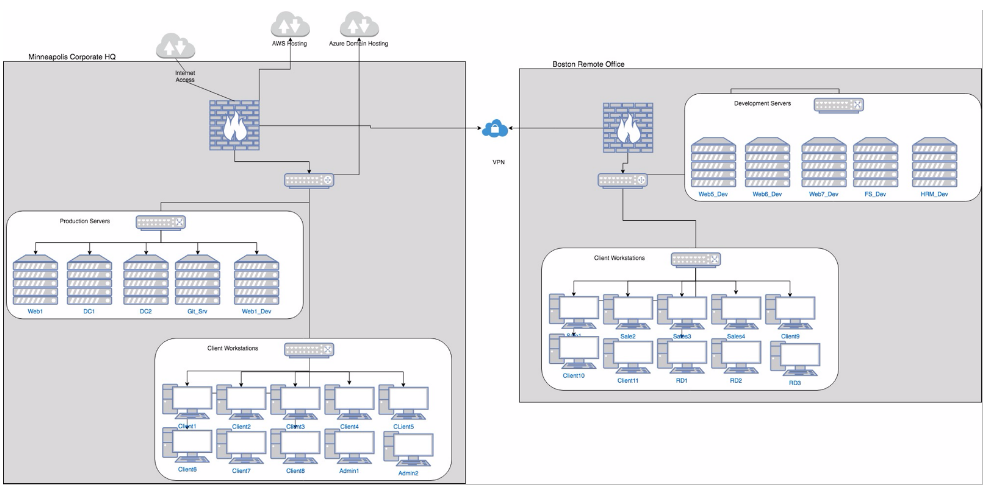 AWS Hosting
Azure Domain Hosting
Minneapolis Corporate HQ
Internet
Access
Boston Remote Office
Development Servers
VPN
Web5_Dev
Web6_Dev
Web7_Dev
FS_Dev
HRM_Dev
Production Servers
Web1
DC1
DC2
Git_Srv
Web1_Dev
Client Workstations
Sale2
Sales3
Sales4
Client9
Client10
Client11
RD1
RD2
RD3
Client Workstations
Client1
Client2
Client3
Client4
CLient5
Client6
Client7
Client8
Admin1
Admin2